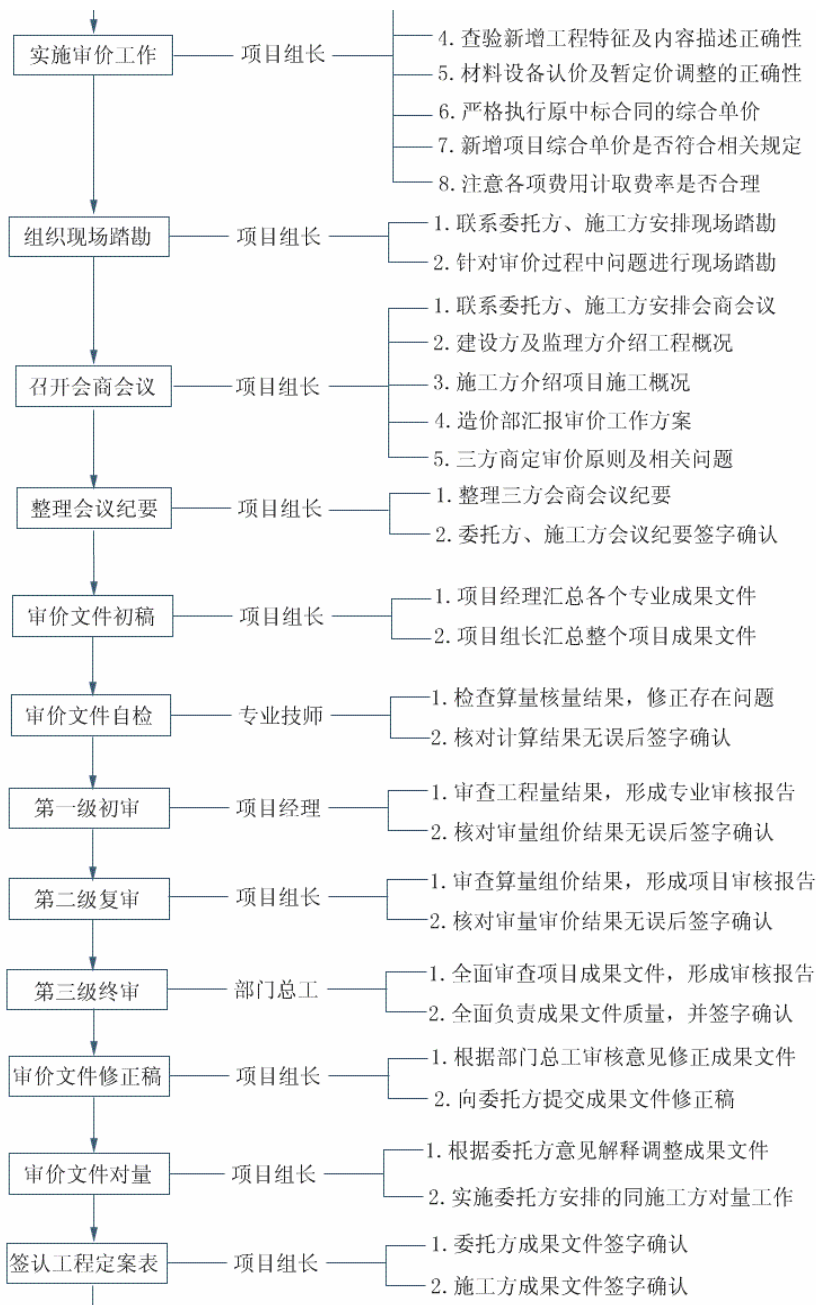 4.查验新增工程特征及内容描述正确性
实施审价工作 项目组长
5.材料设备认价及暂定价调整的正确性
6.严格执行原中标合同的综合单价
7.新增项目综合单价是否符合相关规定
8.注意各项费用计取费率是否合理
组织现场踏勘 项目组长
1.联系委托方、施工方安排现场踏勘
2.针对审价过程中问题进行现场踏勘
1.联系委托方、施工方安排会商会议
2.建设方及监理方介绍工程概况
召开会商会议 项目组长
3.施工方介绍项目施工概况
4.造价部汇报审价工作方案
5.三方商定审价原则及相关问题
整理会议纪要 项目组长
1.整理三方会商会议纪要
2.委托方、施工方会议纪要签字确认
审价文件初稿 项目组长
1.项目经理汇总各个专业成果文件
2.项目组长汇总整个项目成果文件
审价文件自检 专业技师
1.检查算量核量结果，修正存在问题
2.核对计算结果无误后签字确认
第一级初审 项目经理
1.审查工程量结果，形成专业审核报告
2.核对审量组价结果无误后签字确认
第二级复审 项目组长
1.审查算量组价结果，形成项目审核报告
2.核对审量审价结果无误后签字确认
第三级终审 部门总工
1.全面审查项目成果文件，形成审核报告
2.全面负责成果文件质量，并签字确认
审价文件修正稿 项目组长
1.根据部门总工审核意见修正成果文件
2.向委托方提交成果文件修正稿
审价文件对量 项目组长
1.根据委托方意见解释调整成果文件
2.实施委托方安排的同施工方对量工作
签认工程定案表 项目组长
1.委托方成果文件签字确认
2.施工方成果文件签字确认